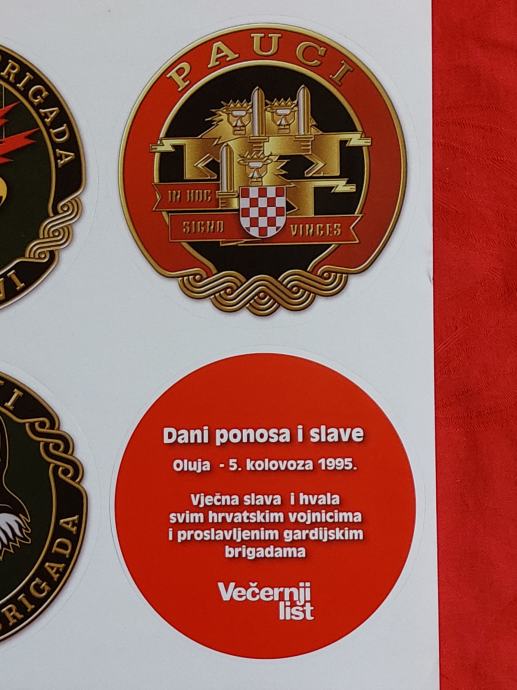 BRIGADA
VI
PAUCI
IN HOC
SIGNO VINCES
I
BRIGADA
Dani ponosa i slave
Oluja - 5. kolovoza 1995.
Vječna slava i hvala
svim hrvatskim vojnicima
i proslavljenim gardijskim
brigadama
Večernji
list